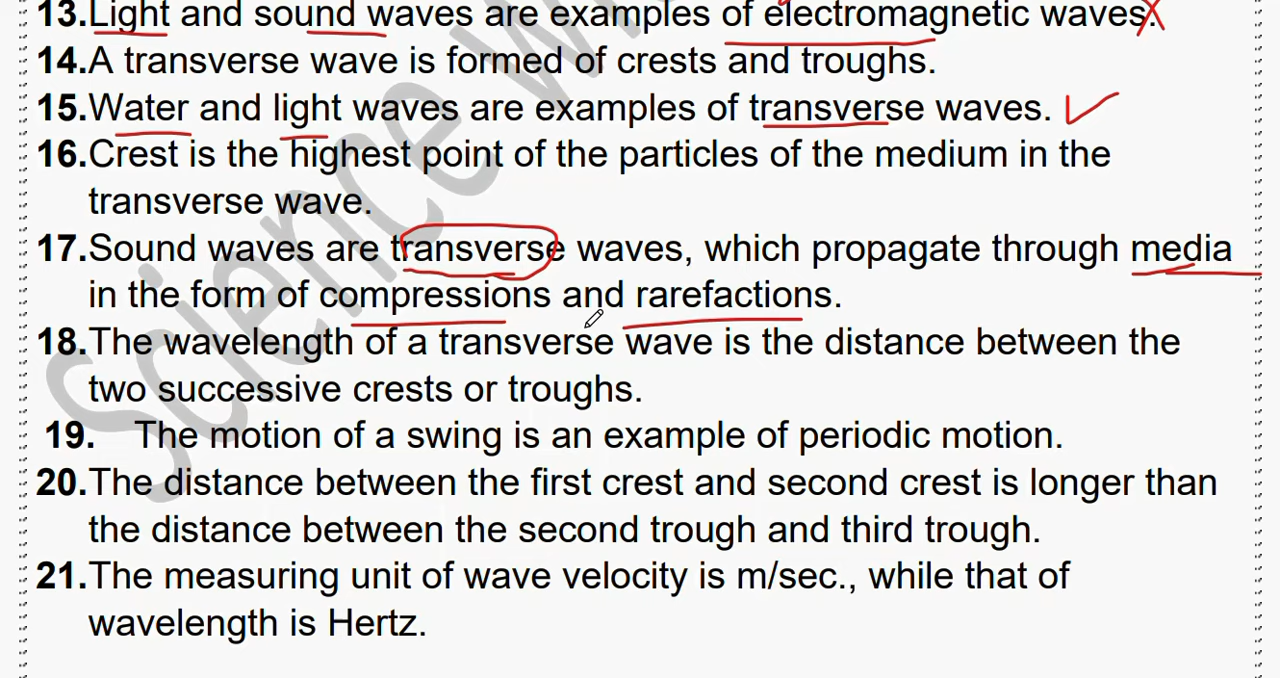 13.Light and sound waves are examples of electromagnetic waves.
14.A transverse wave is formed of crests and troughs.
15.Water and light waves are examples of transverse waves.
16.Crest is the highest point of the particles of the medium in the
transverse wave.
17.Sound waves are transverse waves, which propagate through media
in the form of compressions and rarefactions.
18.The wavelength of a transverse wave is the distance between the
two successive crests or troughs.
19. The motion of a swing is an example of periodic motion.
20.The distance between the first crest and second crest is longer than
the distance between the second trough and third trough.
21.The measuring unit of wave velocity is m/sec., while that of
wavelength is Hertz.
Science w